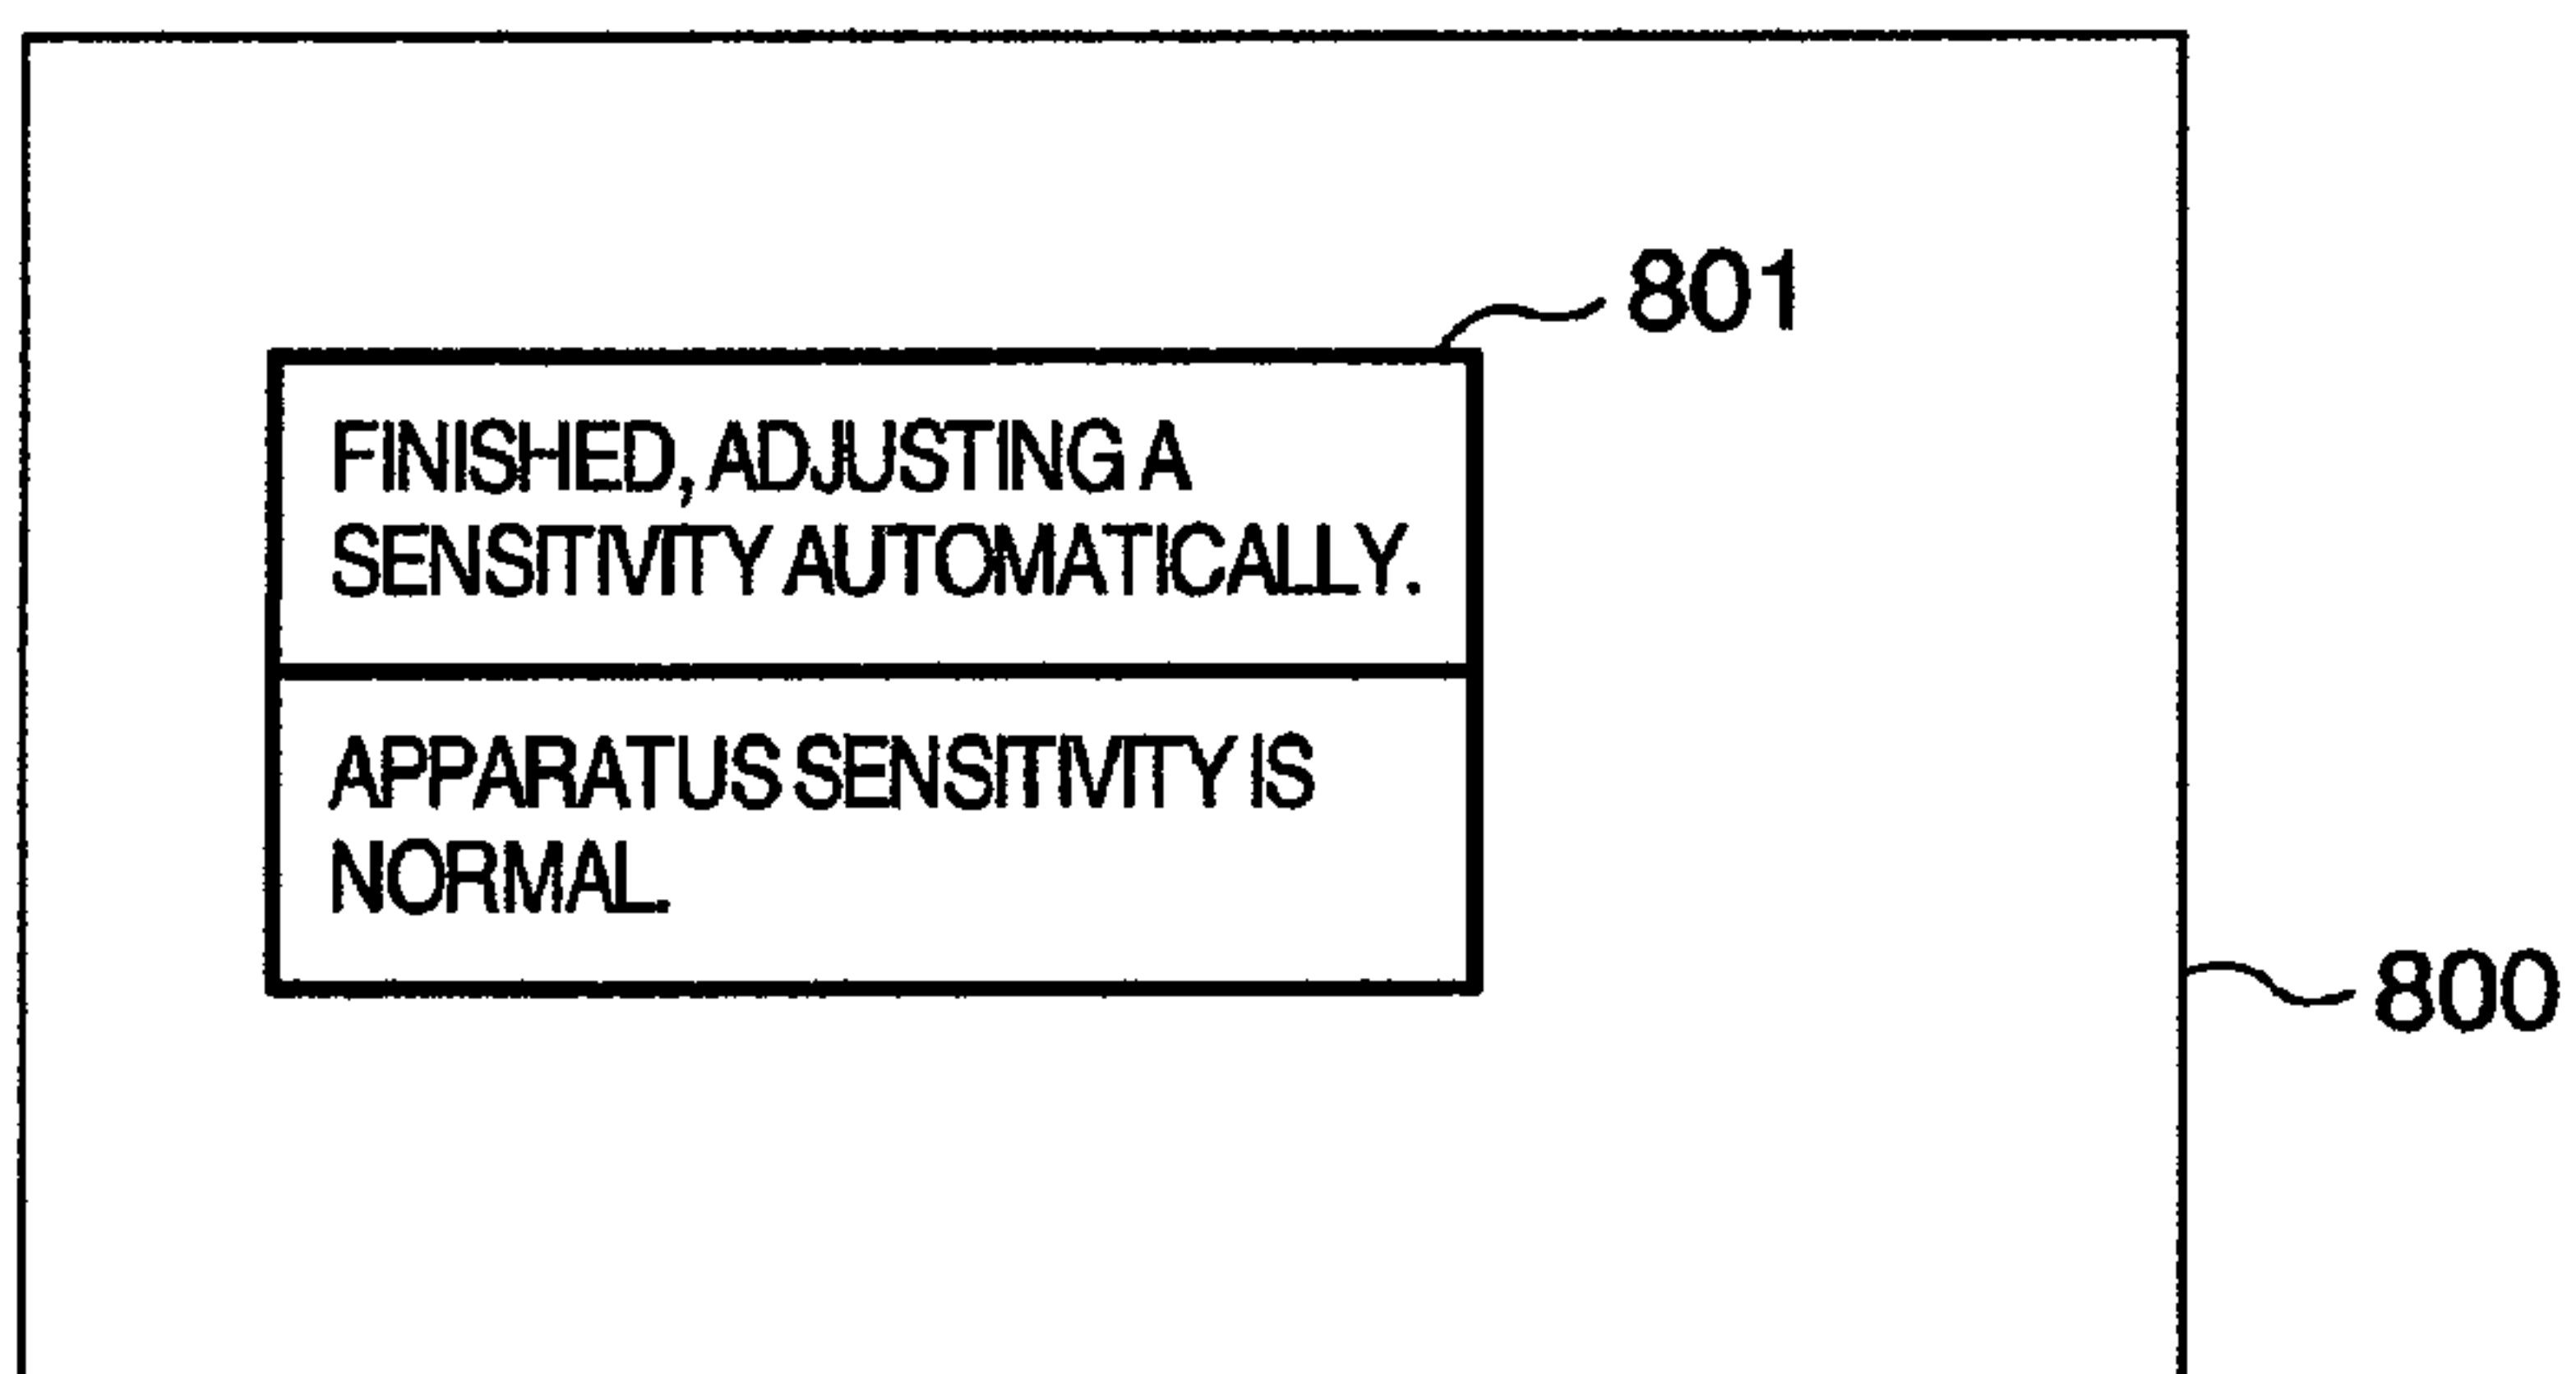 801
FINISHED, ADJUSTING A
SENSITIVITY AUTOMATICALLY.
APPARATUS SENSITIVITY IS
NORMAL.
800